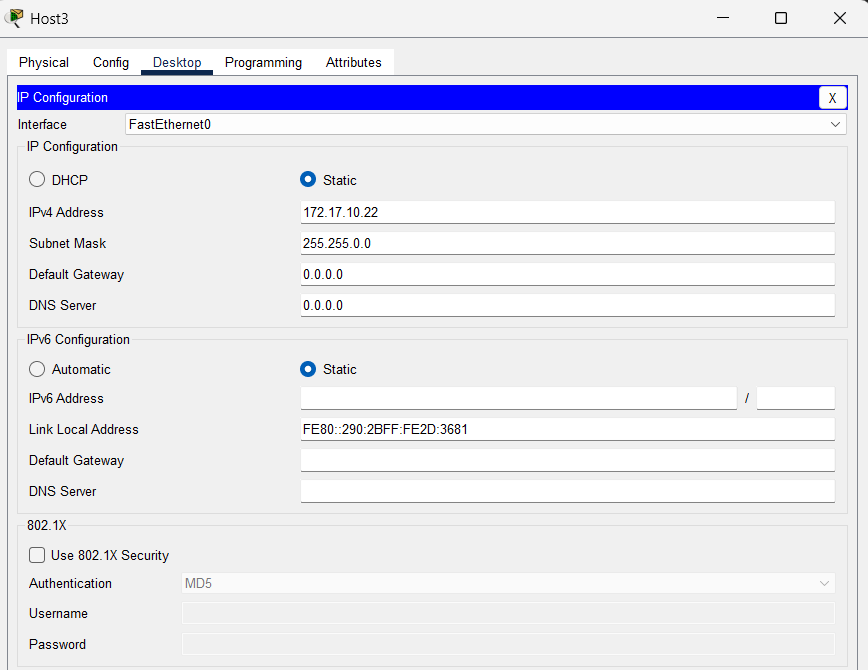 Host3
Physical Config Desktop Programming Attributes
IP Configuration X
Interface FastEthernet0
IP Configuration
DHCP Static
IPv4 Address 172.17.10.22
Subnet Mask 255.255.0.0
Default Gateway 0.0.0.0
DNS Server 0.0.0.0
IPv6 Configuration
Automatic Static
IPv6 Address /
Link Local Address FE80::290:2BFF:FE2D:3681
Default Gateway
DNS Server
802.1X
Use 802.1X Security
Authentication MD5
Username
Password